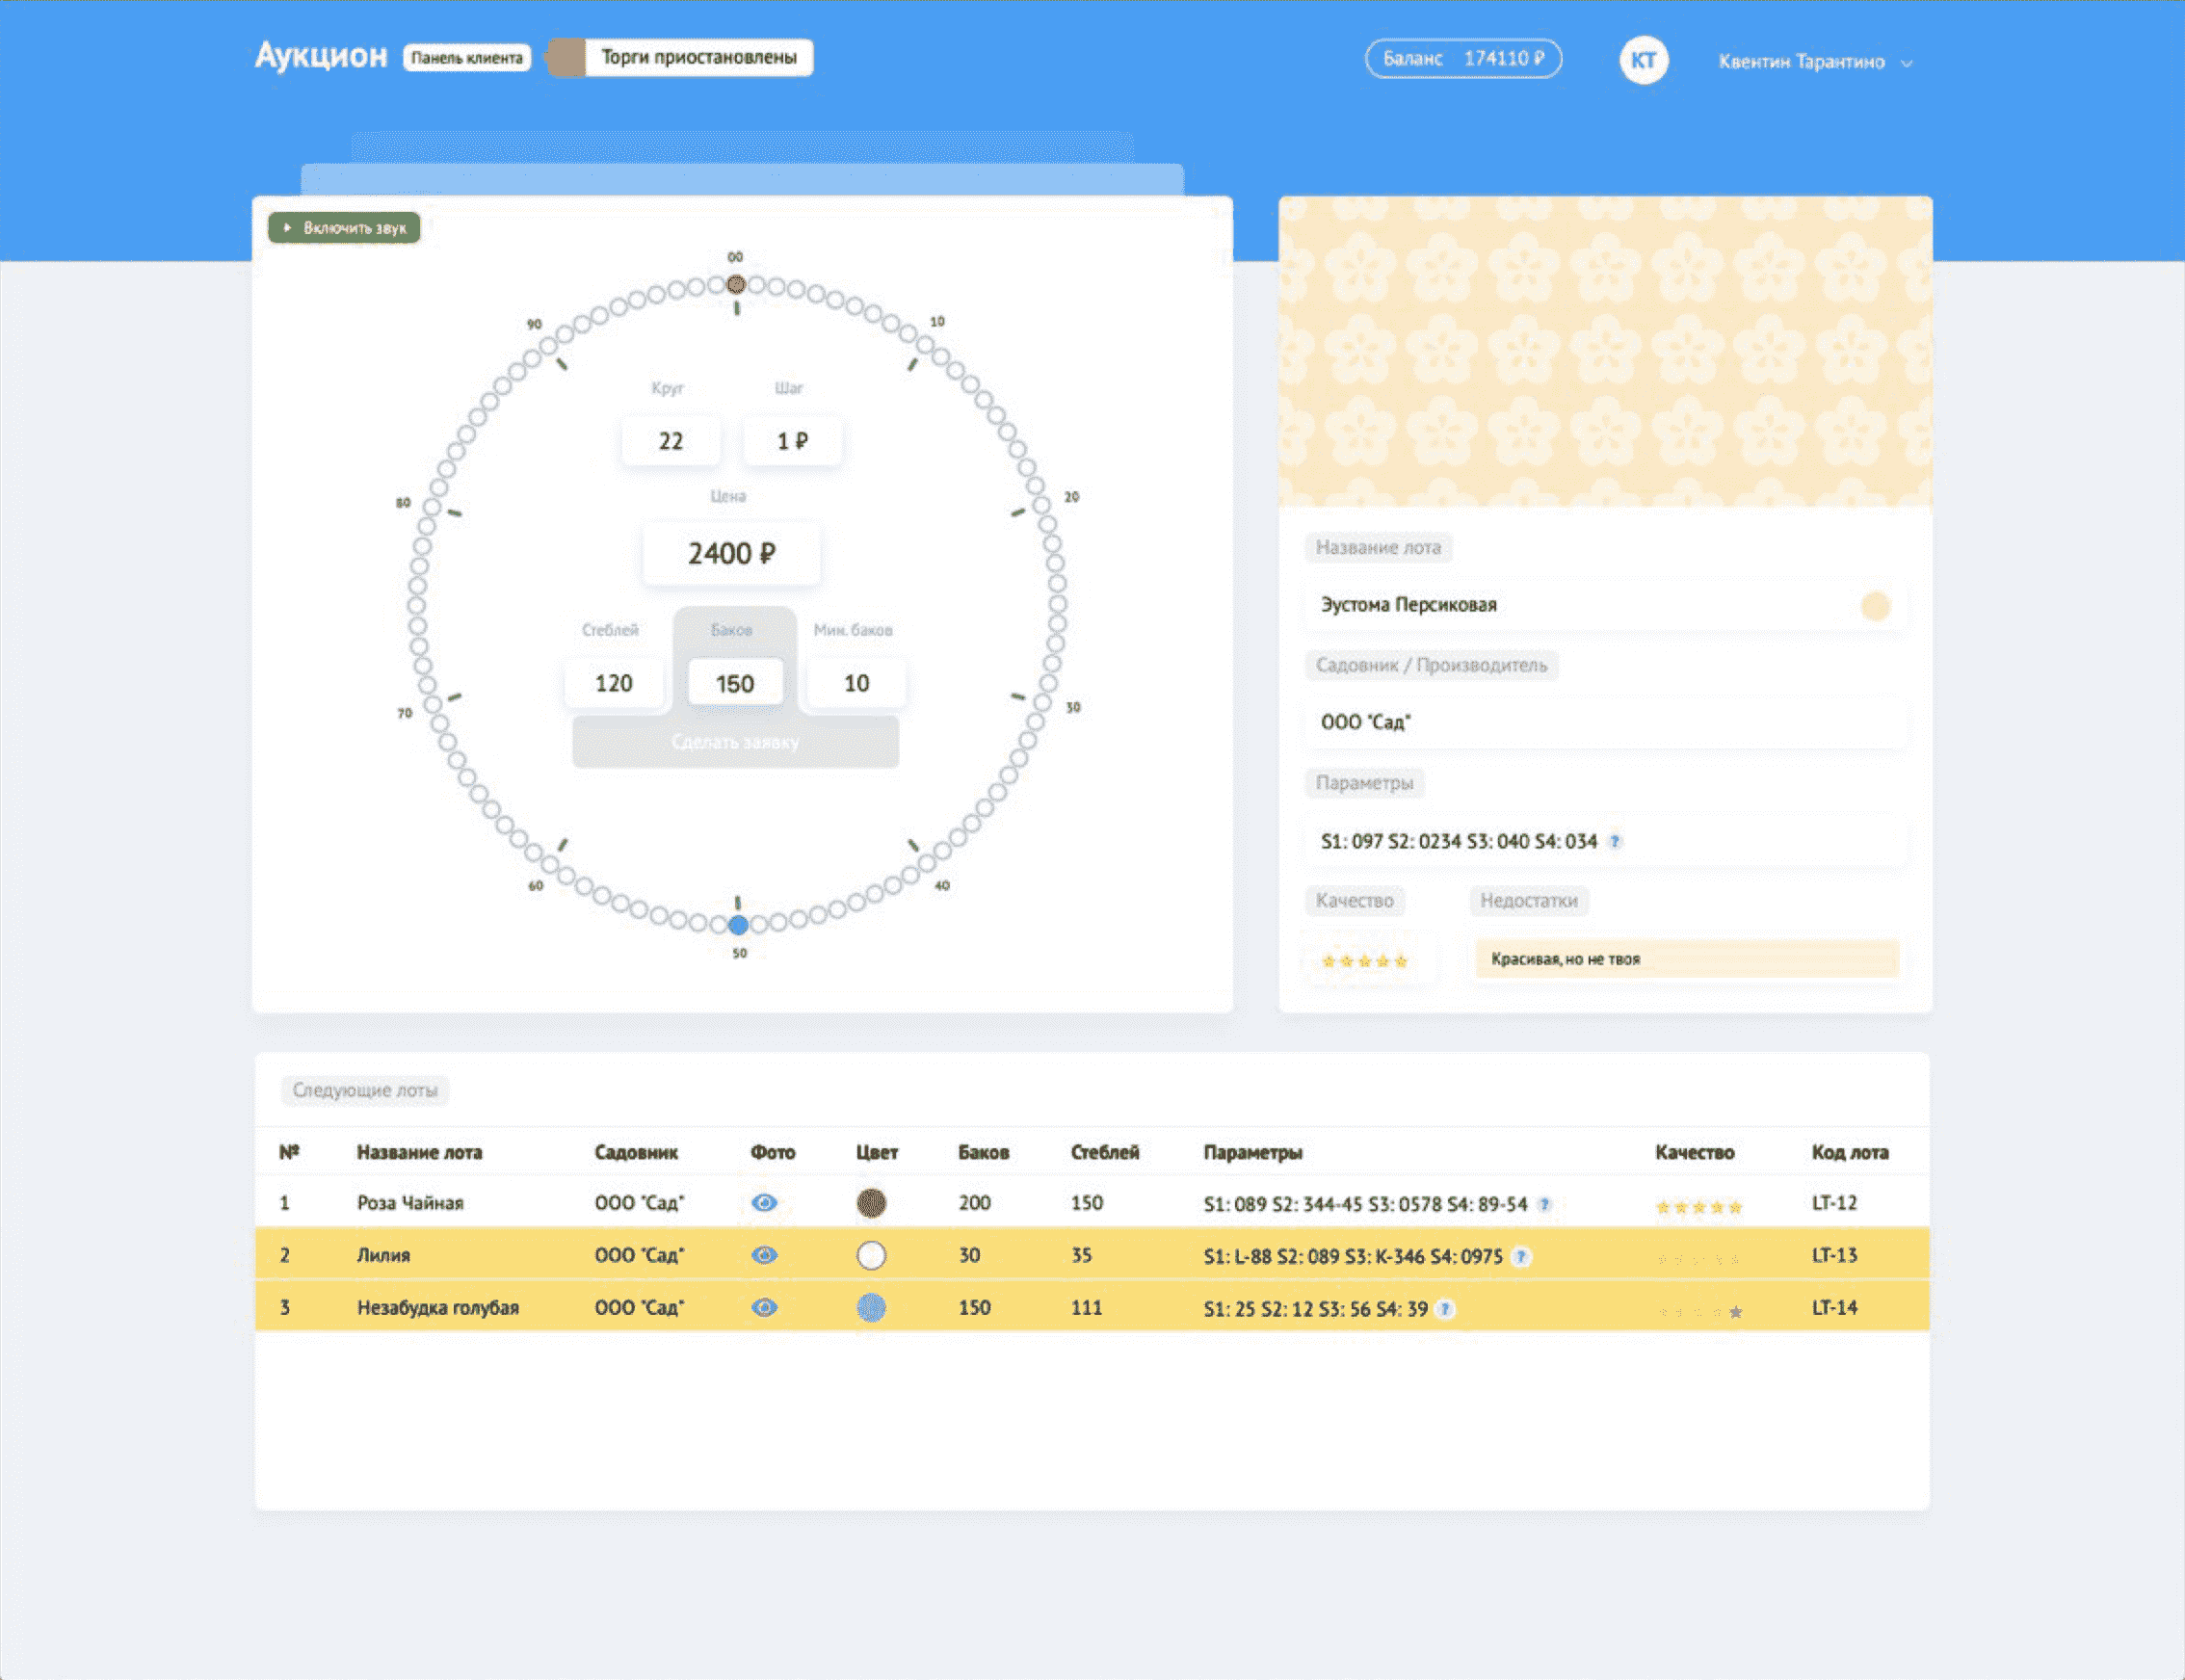 Аукцион Панель клиента Торги приостановлены Баланс 174110 ₽ КТ Квентин Тарантино
Включить звук
00
10
20
30
40
50
60
70
80
90
Круг Шаг
22 1 ₽
Цена
2400 ₽
Стеблей Баков Мин. баков
120 150 10
Сделать заявку
Название лота
Эустома Персиковая
Садовник / Производитель
ООО "Сад"
Параметры
S1: 097 S2: 0234 S3: 040 S4: 034 ?
Качество Недостатки
Красивая, но не твоя
Следующие лоты
№ Название лота Садовник Фото Цвет Баков Стеблей Параметры Качество Код лота
1 Роза Чайная ООО "Сад" 200 150 S1: 089 S2: 344-45 S3: 0578 S4: 89-54 ? LT-12
2 Лилия ООО "Сад" 30 35 S1: L-88 S2: 089 S3: K-346 S4: 0975 ? LT-13
3 Незабудка голубая ООО "Сад" 150 111 S1: 25 S2: 12 S3: 56 S4: 39 ? LT-14